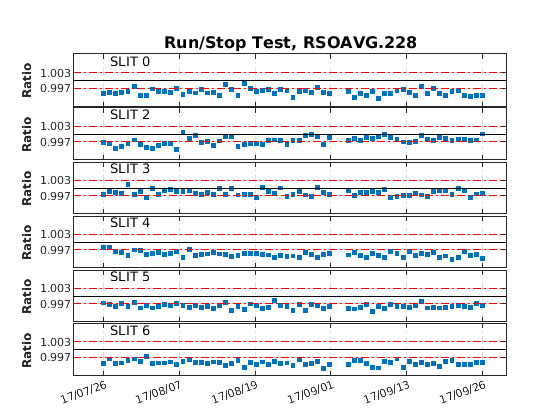 Run/Stop Test, RSOAVG.228
SLIT 0
Ratio
1.003
0.997
SLIT 2
Ratio
1.003
0.997
SLIT 3
Ratio
1.003
0.997
SLIT 4
Ratio
1.003
0.997
SLIT 5
Ratio
1.003
0.997
SLIT 6
Ratio
1.003
0.997
17/07/26 17/08/07 17/08/19 17/09/01 17/09/13 17/09/26